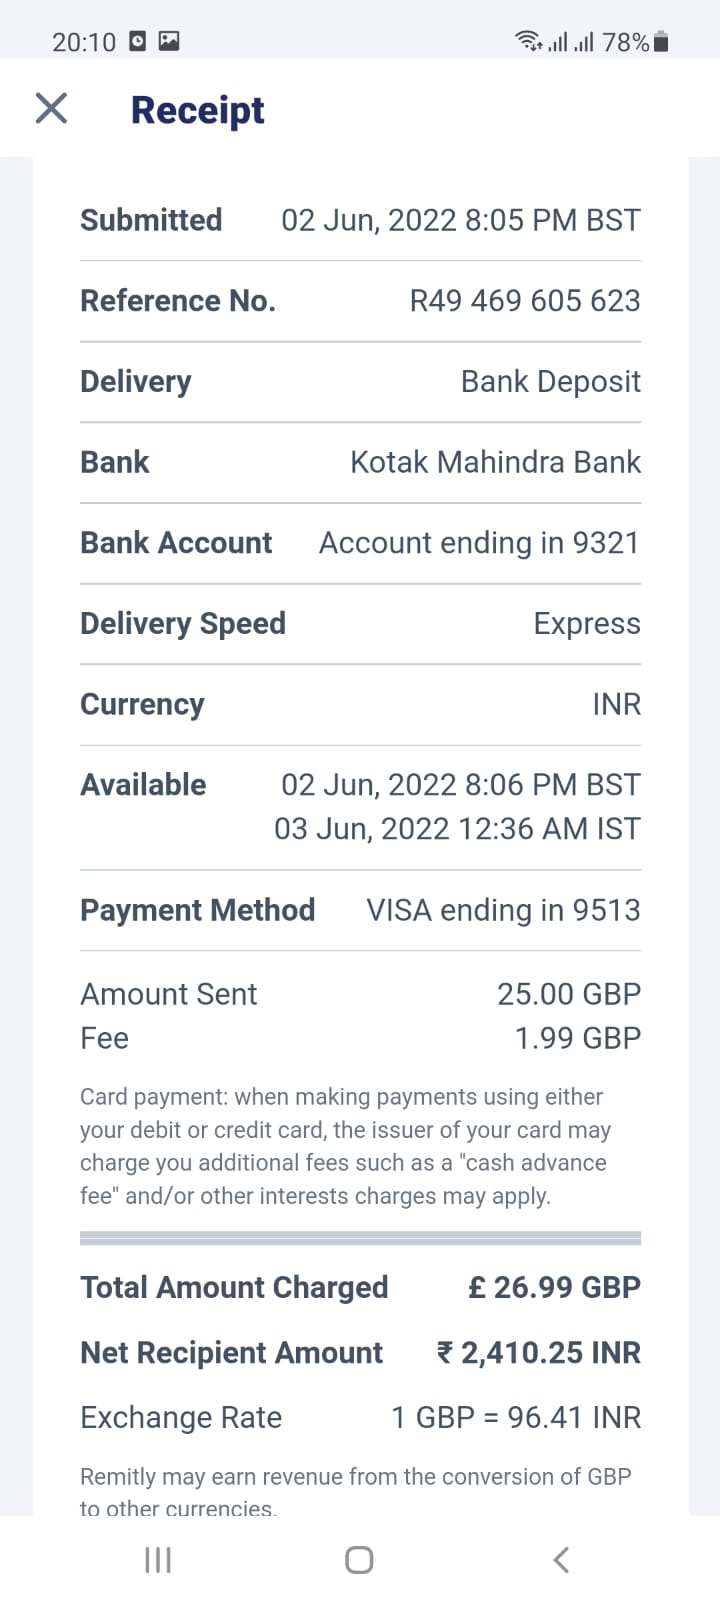 20:10 78%
Receipt
Submitted 02 Jun, 2022 8:05 PM BST
Reference No. R49 469 605 623
Delivery Bank Deposit
Bank Kotak Mahindra Bank
Bank Account Account ending in 9321
Delivery Speed Express
Currency INR
Available 02 Jun, 2022 8:06 PM BST
03 Jun, 2022 12:36 AM IST
Payment Method VISA ending in 9513
Amount Sent 25.00 GBP
Fee 1.99 GBP
Card payment: when making payments using either
your debit or credit card, the issuer of your card may
charge you additional fees such as a "cash advance
fee" and/or other interests charges may apply.
Total Amount Charged £ 26.99 GBP
Net Recipient Amount ₹ 2,410.25 INR
Exchange Rate 1 GBP = 96.41 INR
Remitly may earn revenue from the conversion of GBP
to other currencies.